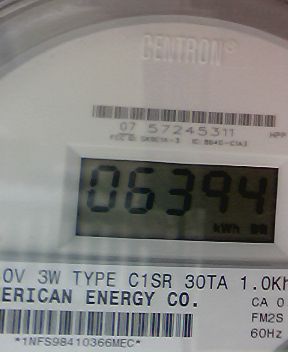 CENTRON®
07 57245311
06394
kWh
0V 3W TYPE C1SR 30TA 1.0Kh
ERICAN ENERGY CO.
CA 0
FM2S
60Hz
*1NFS98410366MEC*